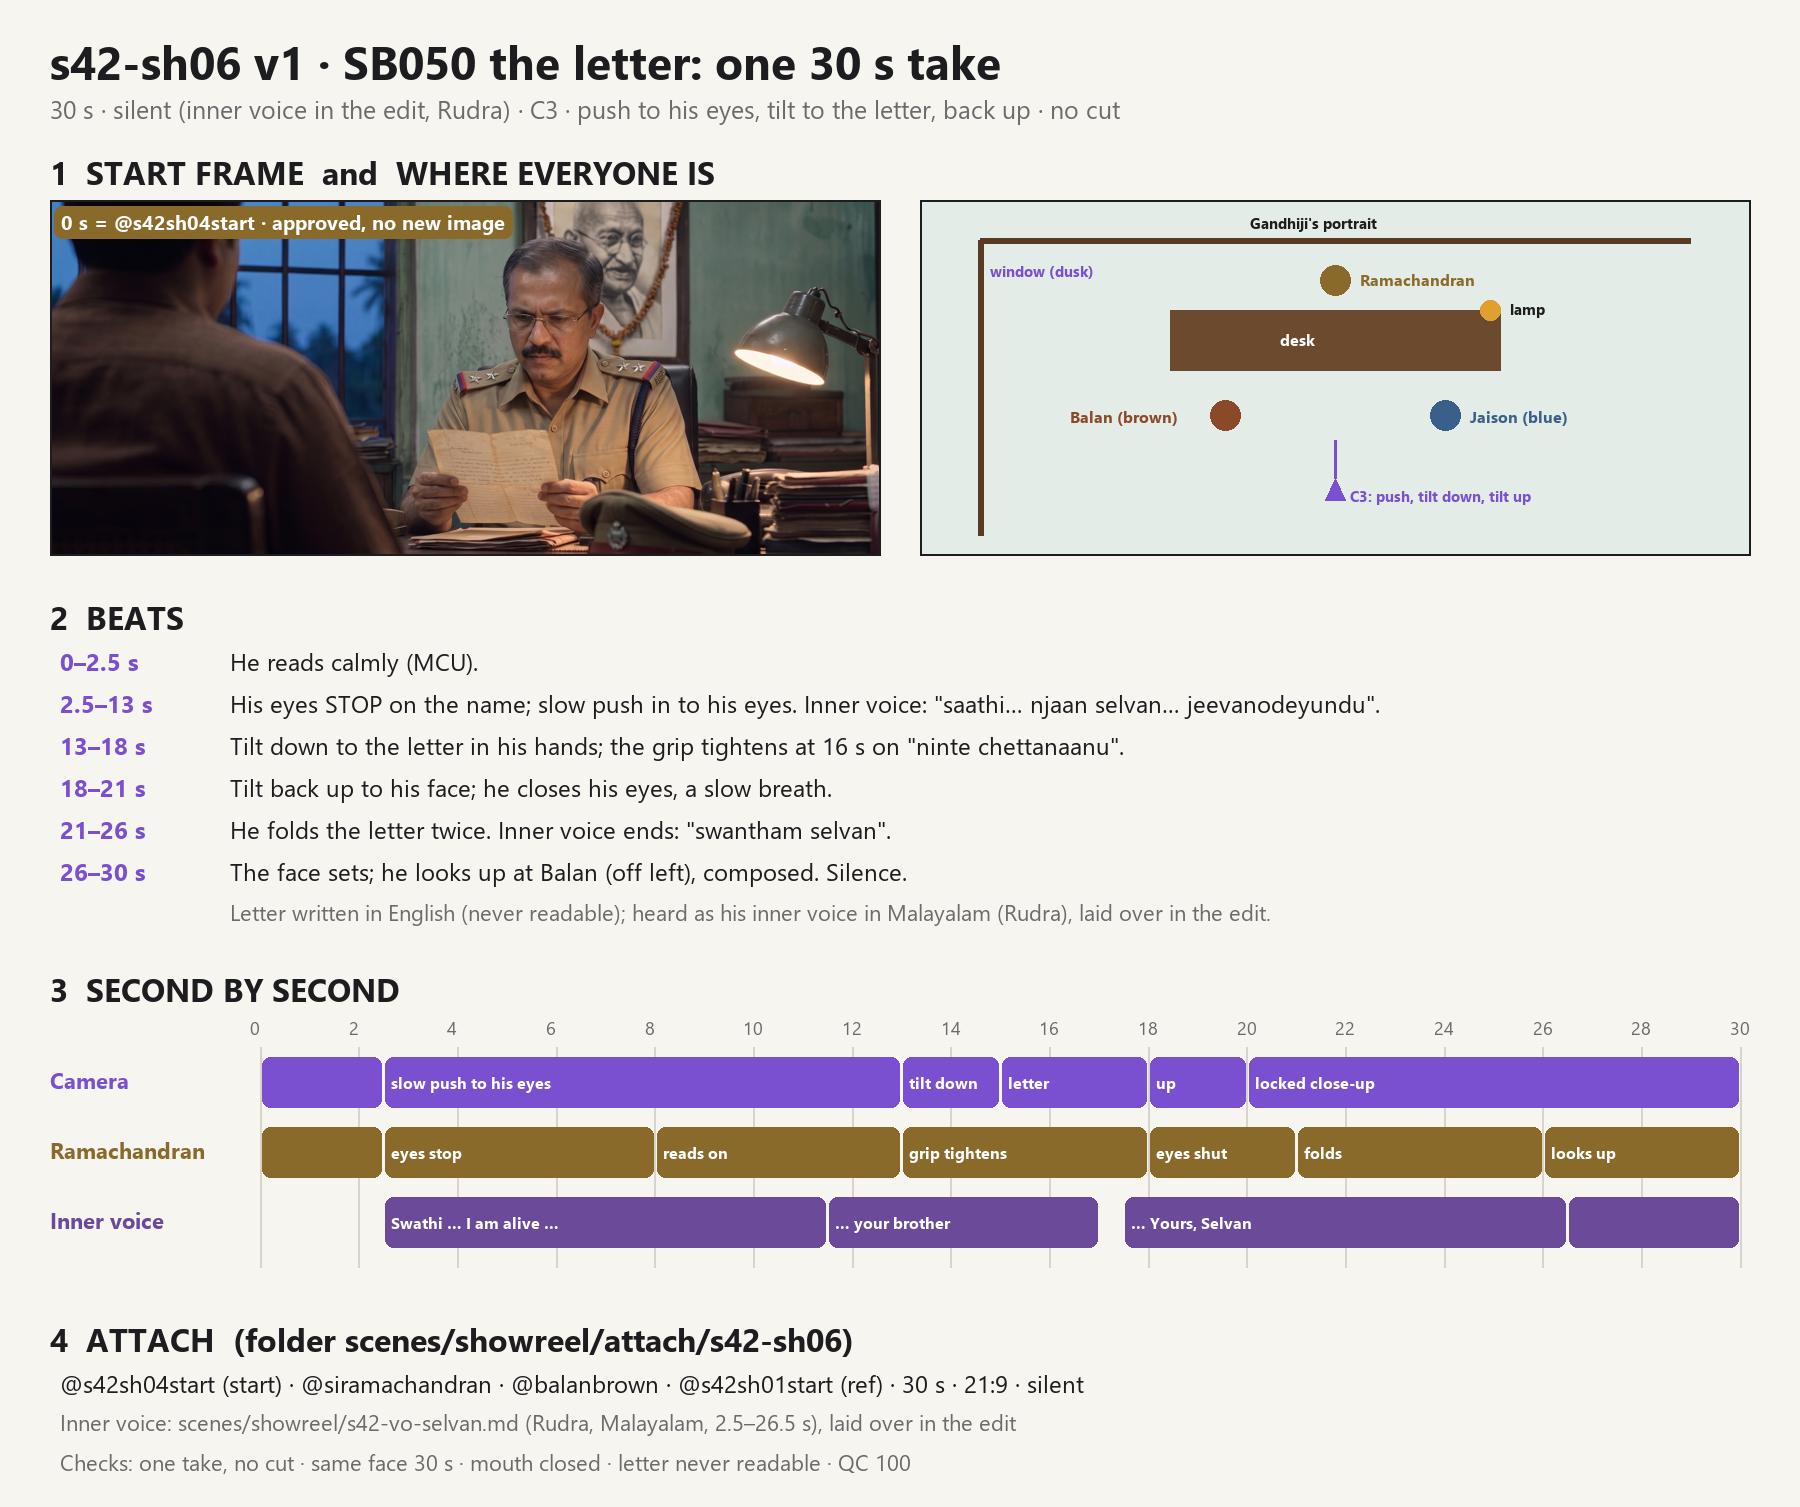 s42-sh06 v1 · SB050 the letter: one 30 s take
30 s · silent (inner voice in the edit, Rudra) · C3 · push to his eyes, tilt to the letter, back up · no cut
1 START FRAME and WHERE EVERYONE IS
0 s = @s42sh04start · approved, no new image
Gandhiji's portrait
window (dusk)
Ramachandran
lamp
desk
Balan (brown)
Jaison (blue)
C3: push, tilt down, tilt up
2 BEATS
0–2.5 s He reads calmly (MCU).
2.5–13 s His eyes STOP on the name; slow push in to his eyes. Inner voice: "saathi... njaan selvan... jeevanodeyundu".
13–18 s Tilt down to the letter in his hands; the grip tightens at 16 s on "ninte chettanaanu".
18–21 s Tilt back up to his face; he closes his eyes, a slow breath.
21–26 s He folds the letter twice. Inner voice ends: "swantham selvan".
26–30 s The face sets; he looks up at Balan (off left), composed. Silence.
Letter written in English (never readable); heard as his inner voice in Malayalam (Rudra), laid over in the edit.
3 SECOND BY SECOND
0 2 4 6 8 10 12 14 16 18 20 22 24 26 28 30
Camera slow push to his eyes tilt down letter up locked close-up
Ramachandran eyes stop reads on grip tightens eyes shut folds looks up
Inner voice Swathi ... I am alive ... ... your brother ... Yours, Selvan
4 ATTACH (folder scenes/showreel/attach/s42-sh06)
@s42sh04start (start) · @siramachandran · @balanbrown · @s42sh01start (ref) · 30 s · 21:9 · silent
Inner voice: scenes/showreel/s42-vo-selvan.md (Rudra, Malayalam, 2.5–26.5 s), laid over in the edit
Checks: one take, no cut · same face 30 s · mouth closed · letter never readable · QC 100